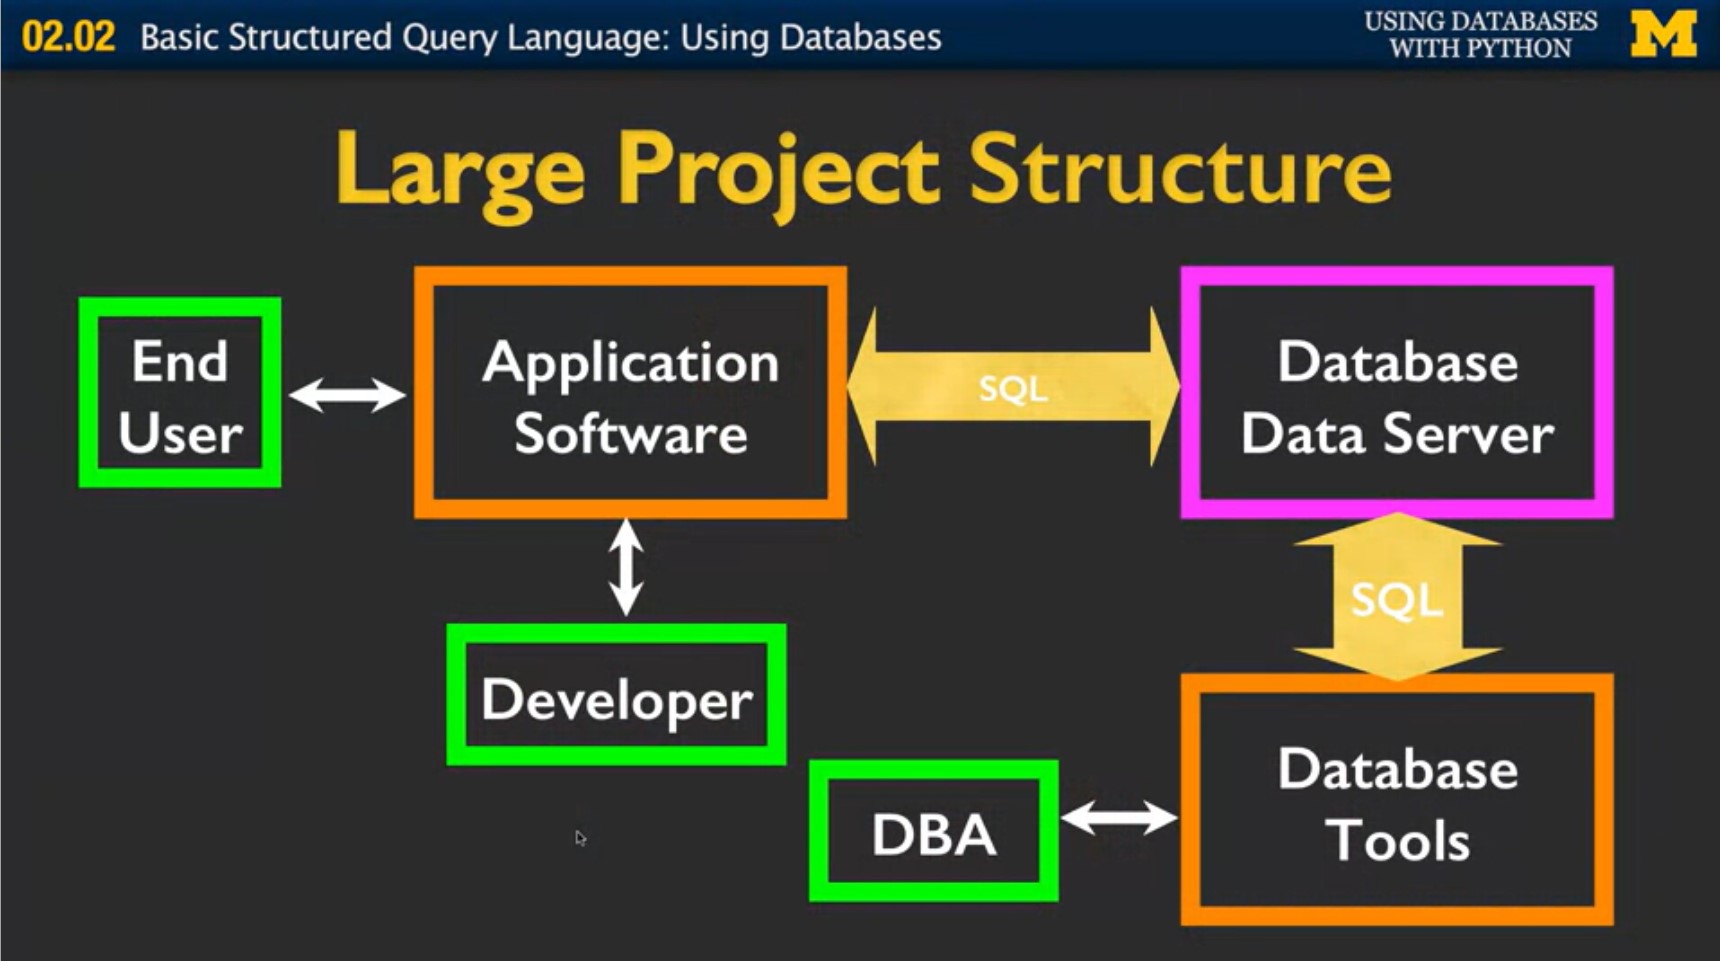 02.02 Basic Structured Query Language: Using Databases
USING DATABASES
WITH PYTHON
M
Large Project Structure
End
User
Application
Software
SQL
Database
Data Server
Developer
SQL
DBA
Database
Tools